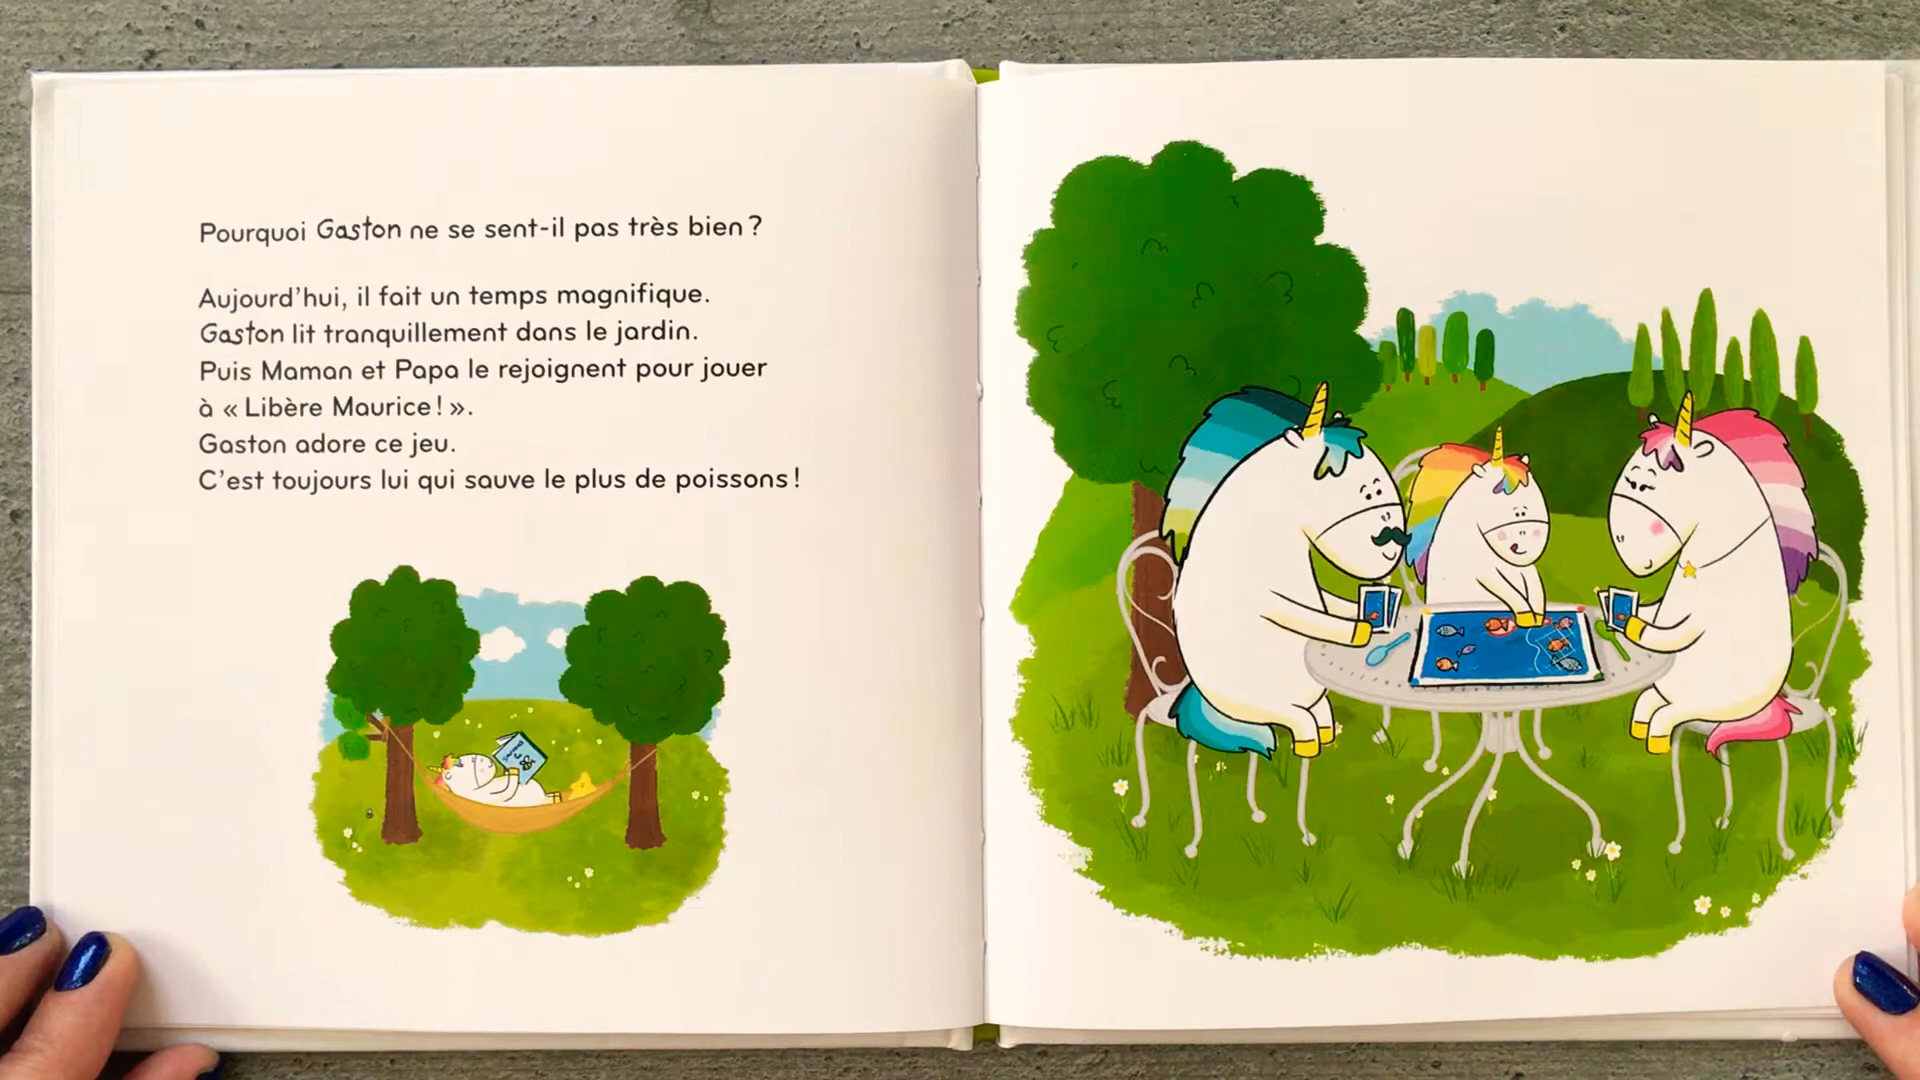 Pourquoi Gaston ne se sent-il pas très bien ?
Aujourd'hui, il fait un temps magnifique.
Gaston lit tranquillement dans le jardin.
Puis Maman et Papa le rejoignent pour jouer
à « Libère Maurice ! ».
Gaston adore ce jeu.
C'est toujours lui qui sauve le plus de poissons !